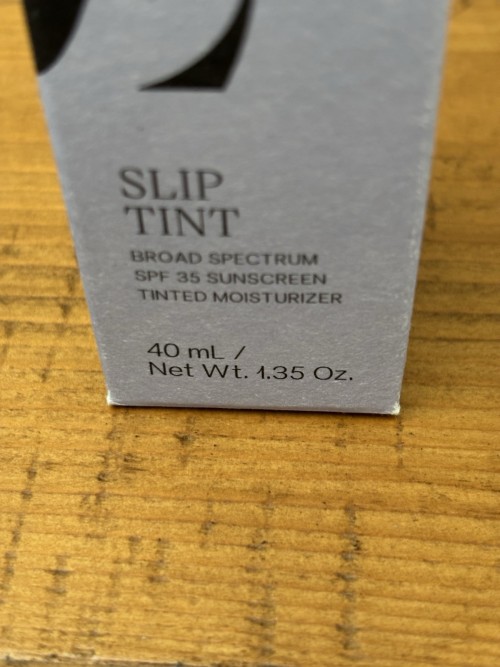 SLIP
TINT
BROAD SPECTRUM
SPF 35 SUNSCREEN
TINTED MOISTURIZER
40 mL /
Net Wt. 1.35 Oz.